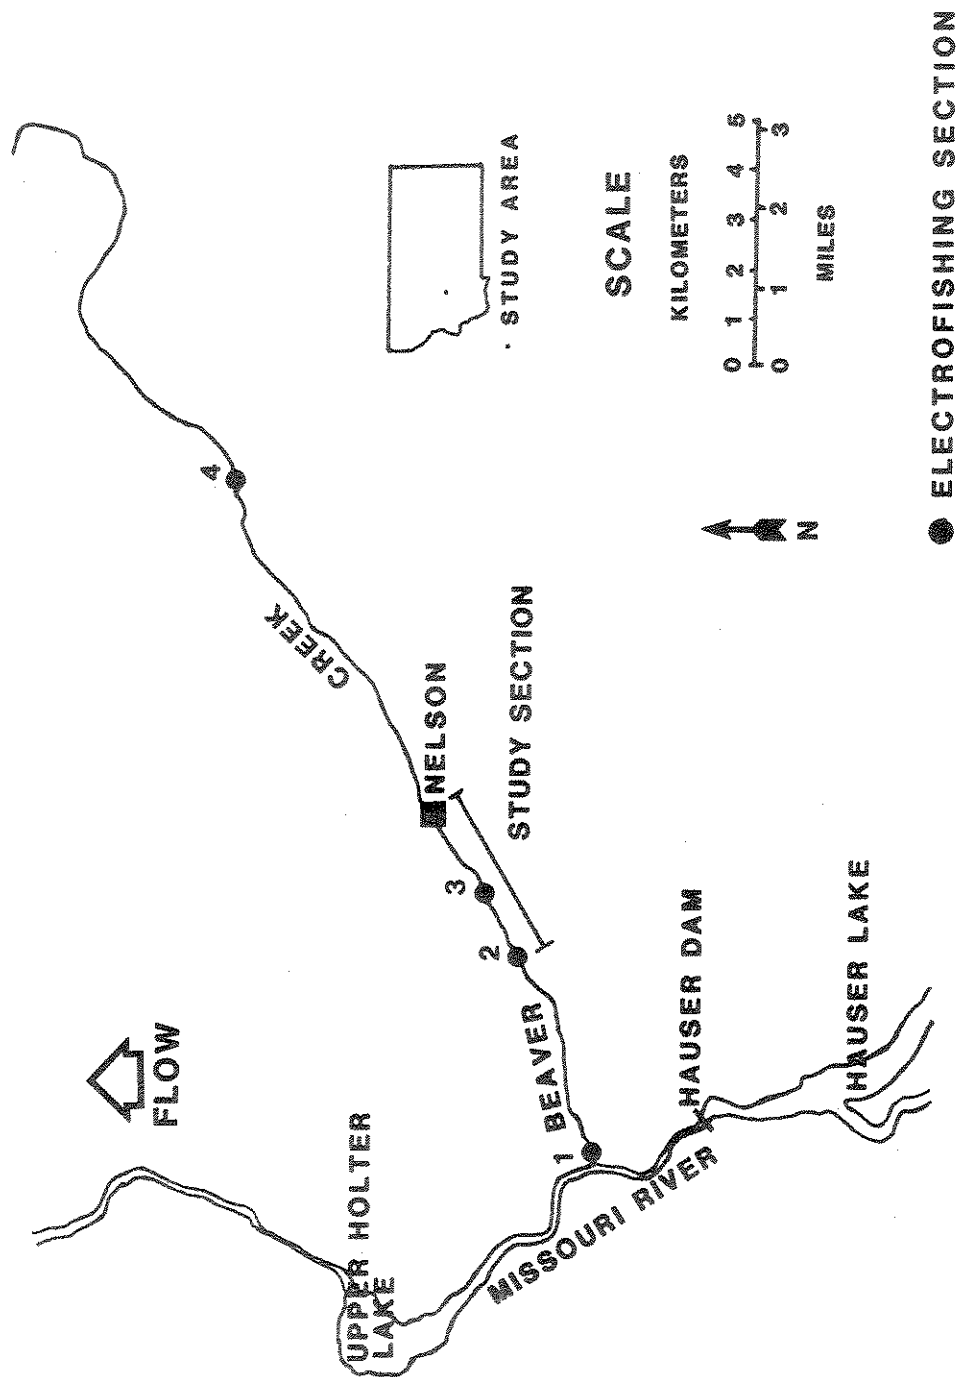 FLOW
UPPER HOLTER
LAKE
MISSOURI RIVER
1
BEAVER
2
3
NELSON
STUDY SECTION
CREEK
4
HAUSER DAM
HAUSER LAKE
N
STUDY AREA
SCALE
KILOMETERS
0 1 2 3 4 5
0 1 2 3
MILES
ELECTROFISHING SECTION